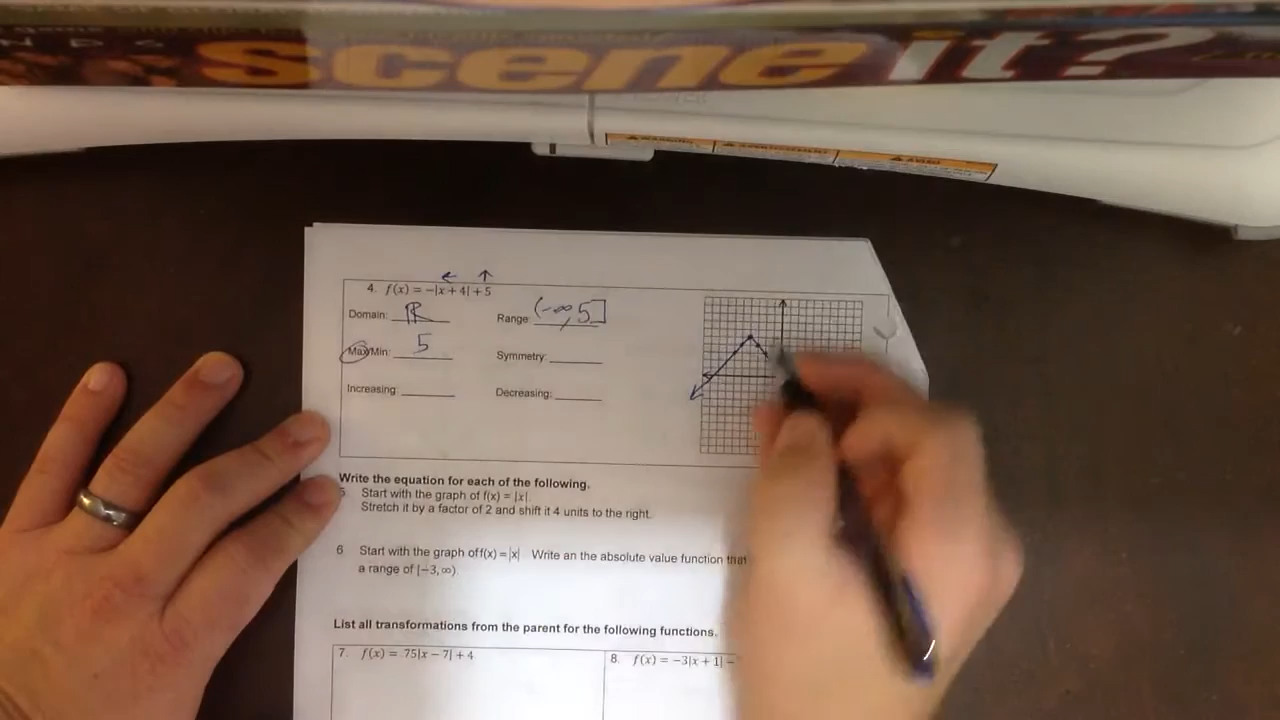 scene it?
WARNING
AVISO
4. f(x) = -|x + 4| + 5
← ↑
Domain: ℝ Range: (-∞, 5]
Max/Min: 5 Symmetry:
Increasing: Decreasing:
Write the equation for each of the following.
5 Start with the graph of f(x) = |x|.
Stretch it by a factor of 2 and shift it 4 units to the right.
6 Start with the graph of f(x) = |x| Write an the absolute value function that
a range of [-3, ∞).
List all transformations from the parent for the following functions.
7. f(x) = .75|x - 7| + 4 8. f(x) = -3|x + 1| -